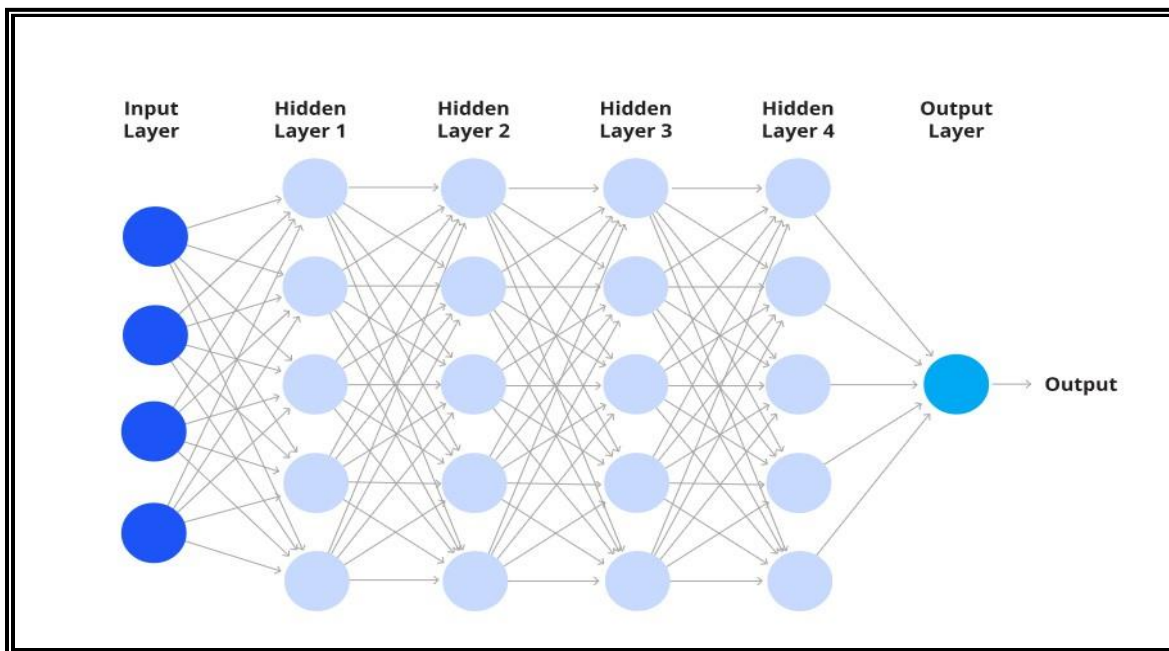 Input
Layer
Hidden
Layer 1
Hidden
Layer 2
Hidden
Layer 3
Hidden
Layer 4
Output
Layer
Output